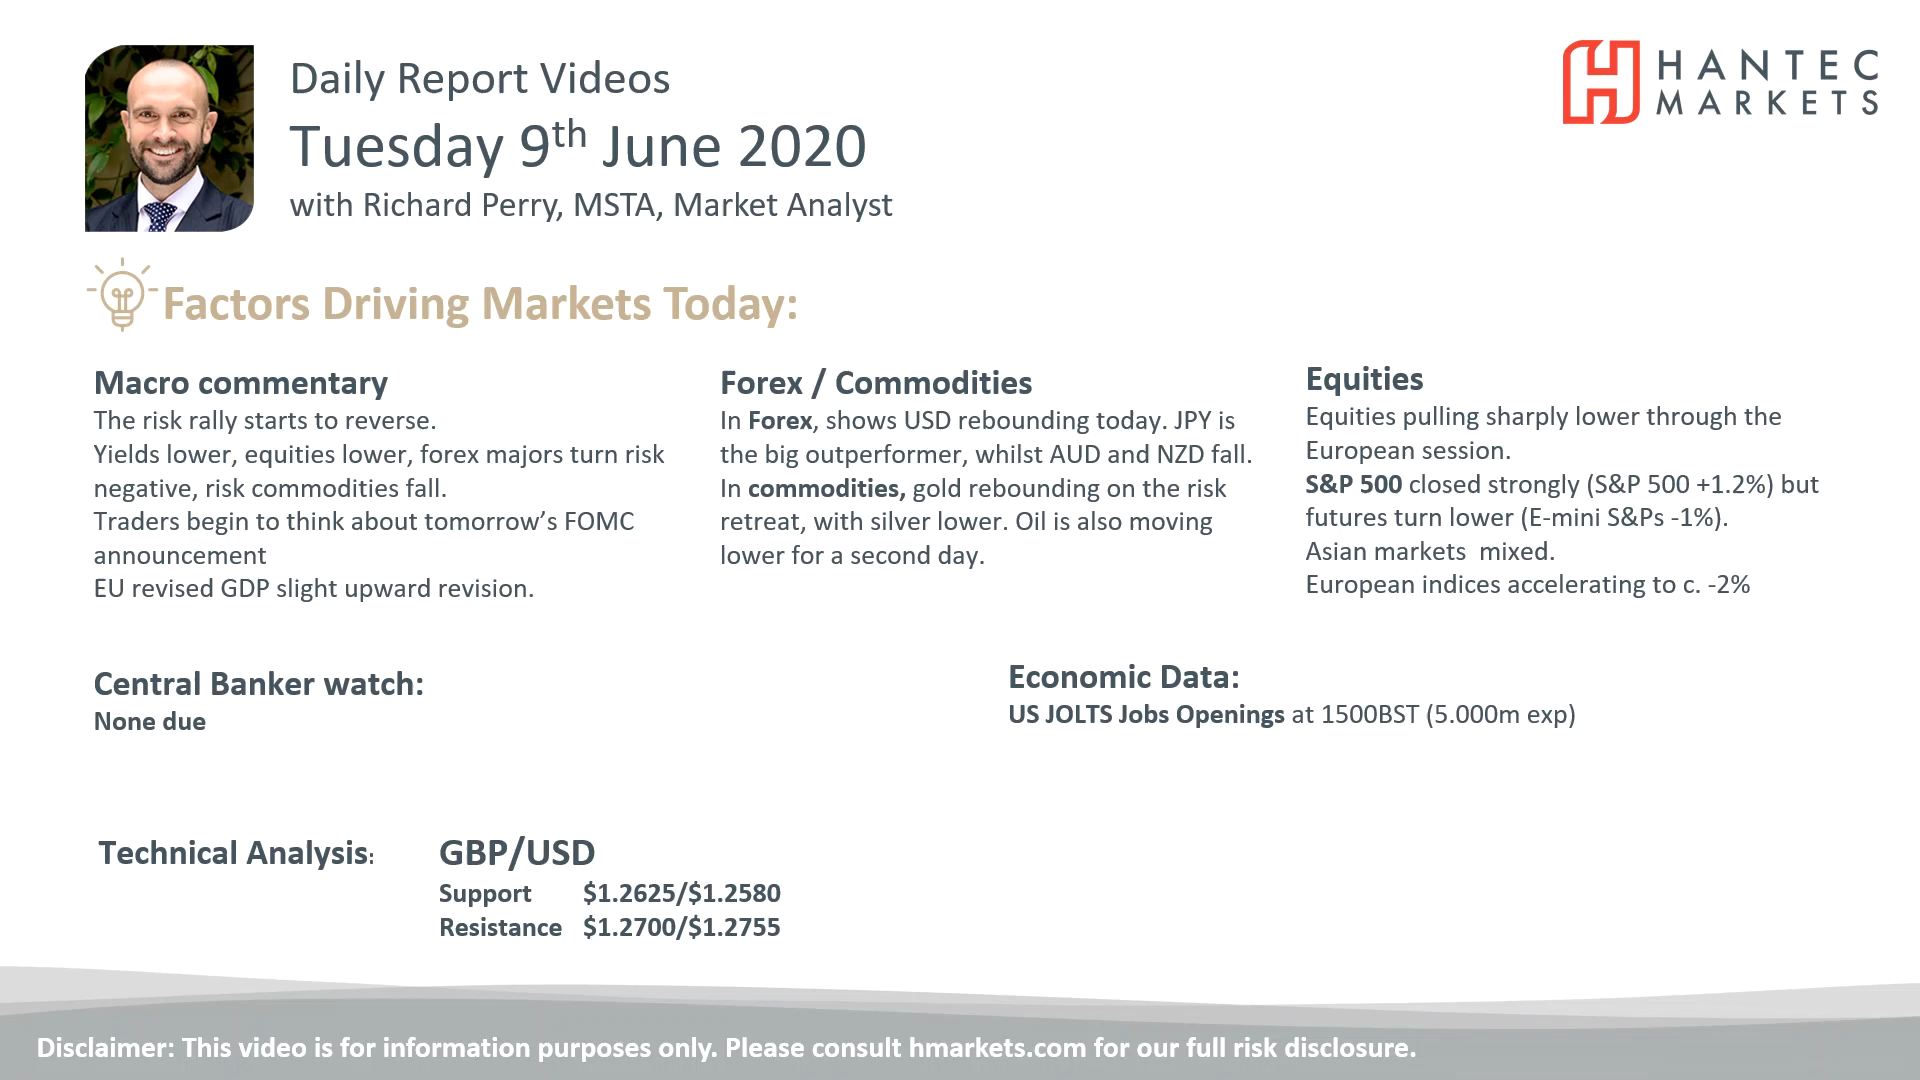 Daily Report Videos
Tuesday 9th June 2020
with Richard Perry, MSTA, Market Analyst
HANTEC
MARKETS
Factors Driving Markets Today:
Macro commentary
The risk rally starts to reverse.
Yields lower, equities lower, forex majors turn risk
negative, risk commodities fall.
Traders begin to think about tomorrow’s FOMC
announcement
EU revised GDP slight upward revision.
Forex / Commodities
In Forex, shows USD rebounding today. JPY is
the big outperformer, whilst AUD and NZD fall.
In commodities, gold rebounding on the risk
retreat, with silver lower. Oil is also moving
lower for a second day.
Equities
Equities pulling sharply lower through the
European session.
S&P 500 closed strongly (S&P 500 +1.2%) but
futures turn lower (E-mini S&Ps -1%).
Asian markets  mixed.
European indices accelerating to c. -2%
Central Banker watch:
None due
Economic Data:
US JOLTS Jobs Openings at 1500BST (5.000m exp)
Technical Analysis:
GBP/USD
Support $1.2625/$1.2580
Resistance $1.2700/$1.2755
Disclaimer: This video is for information purposes only. Please consult hmarkets.com for our full risk disclosure.